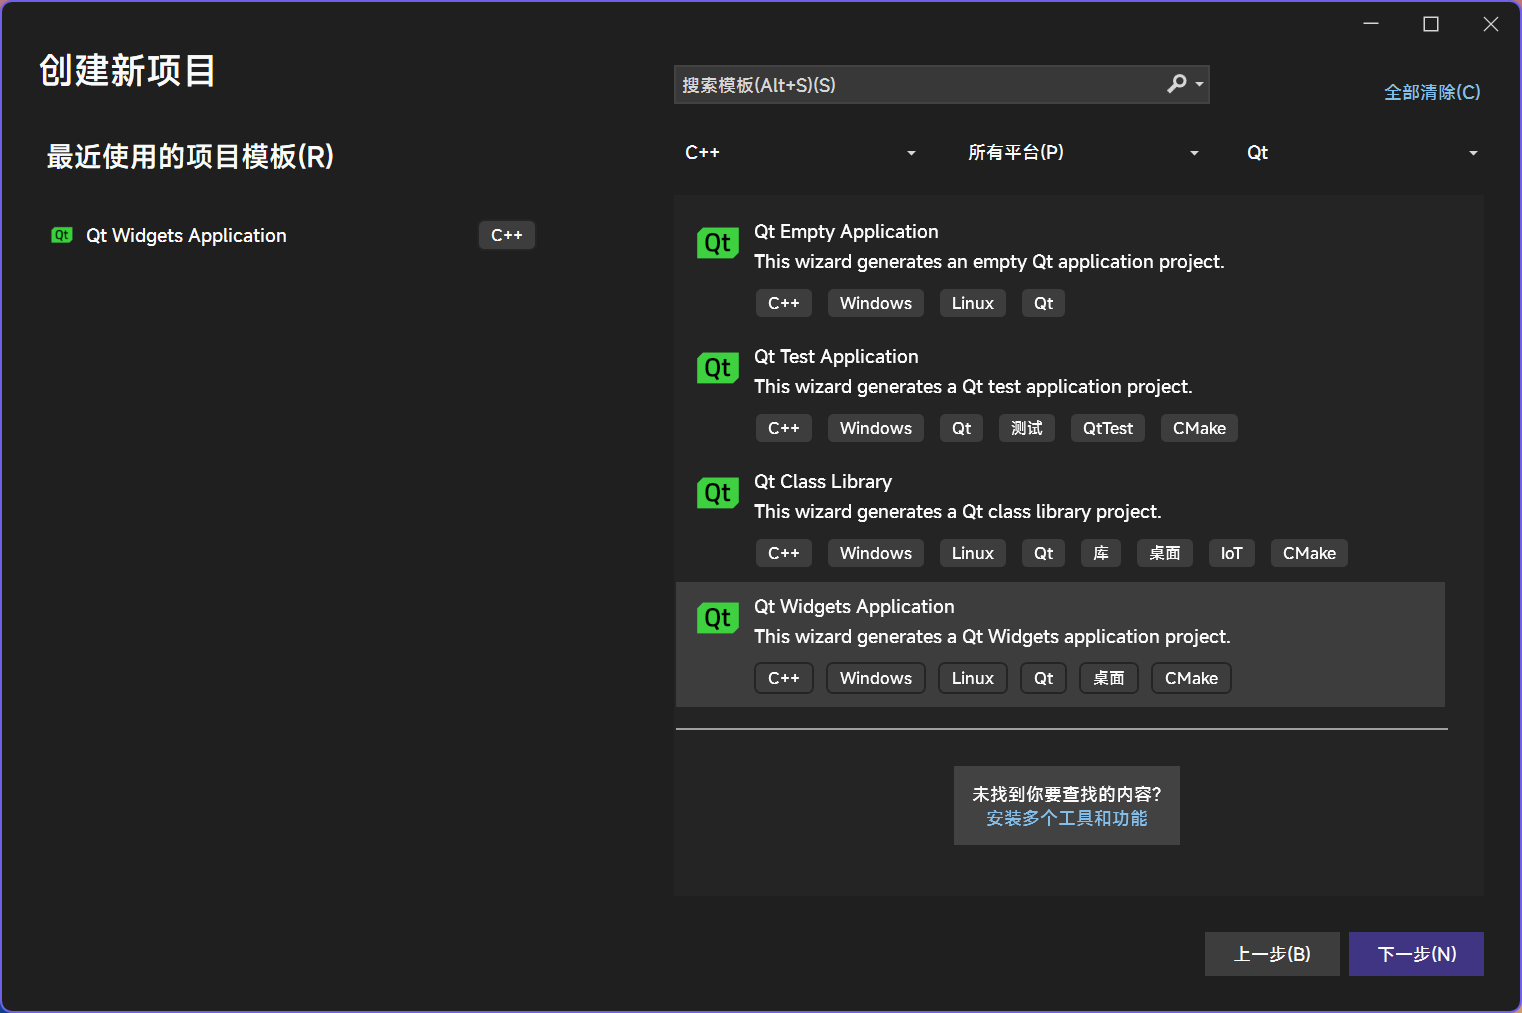 创建新项目
搜索模板(Alt+S)(S)
全部清除(C)
最近使用的项目模板(R)
C++ 所有平台(P) Qt
Qt Qt Widgets Application C++
Qt Qt Empty Application
This wizard generates an empty Qt application project.
C++ Windows Linux Qt
Qt Qt Test Application
This wizard generates a Qt test application project.
C++ Windows Qt 测试 QtTest CMake
Qt Qt Class Library
This wizard generates a Qt class library project.
C++ Windows Linux Qt 库 桌面 IoT CMake
Qt Qt Widgets Application
This wizard generates a Qt Widgets application project.
C++ Windows Linux Qt 桌面 CMake
未找到你要查找的内容?
安装多个工具和功能
上一步(B) 下一步(N)